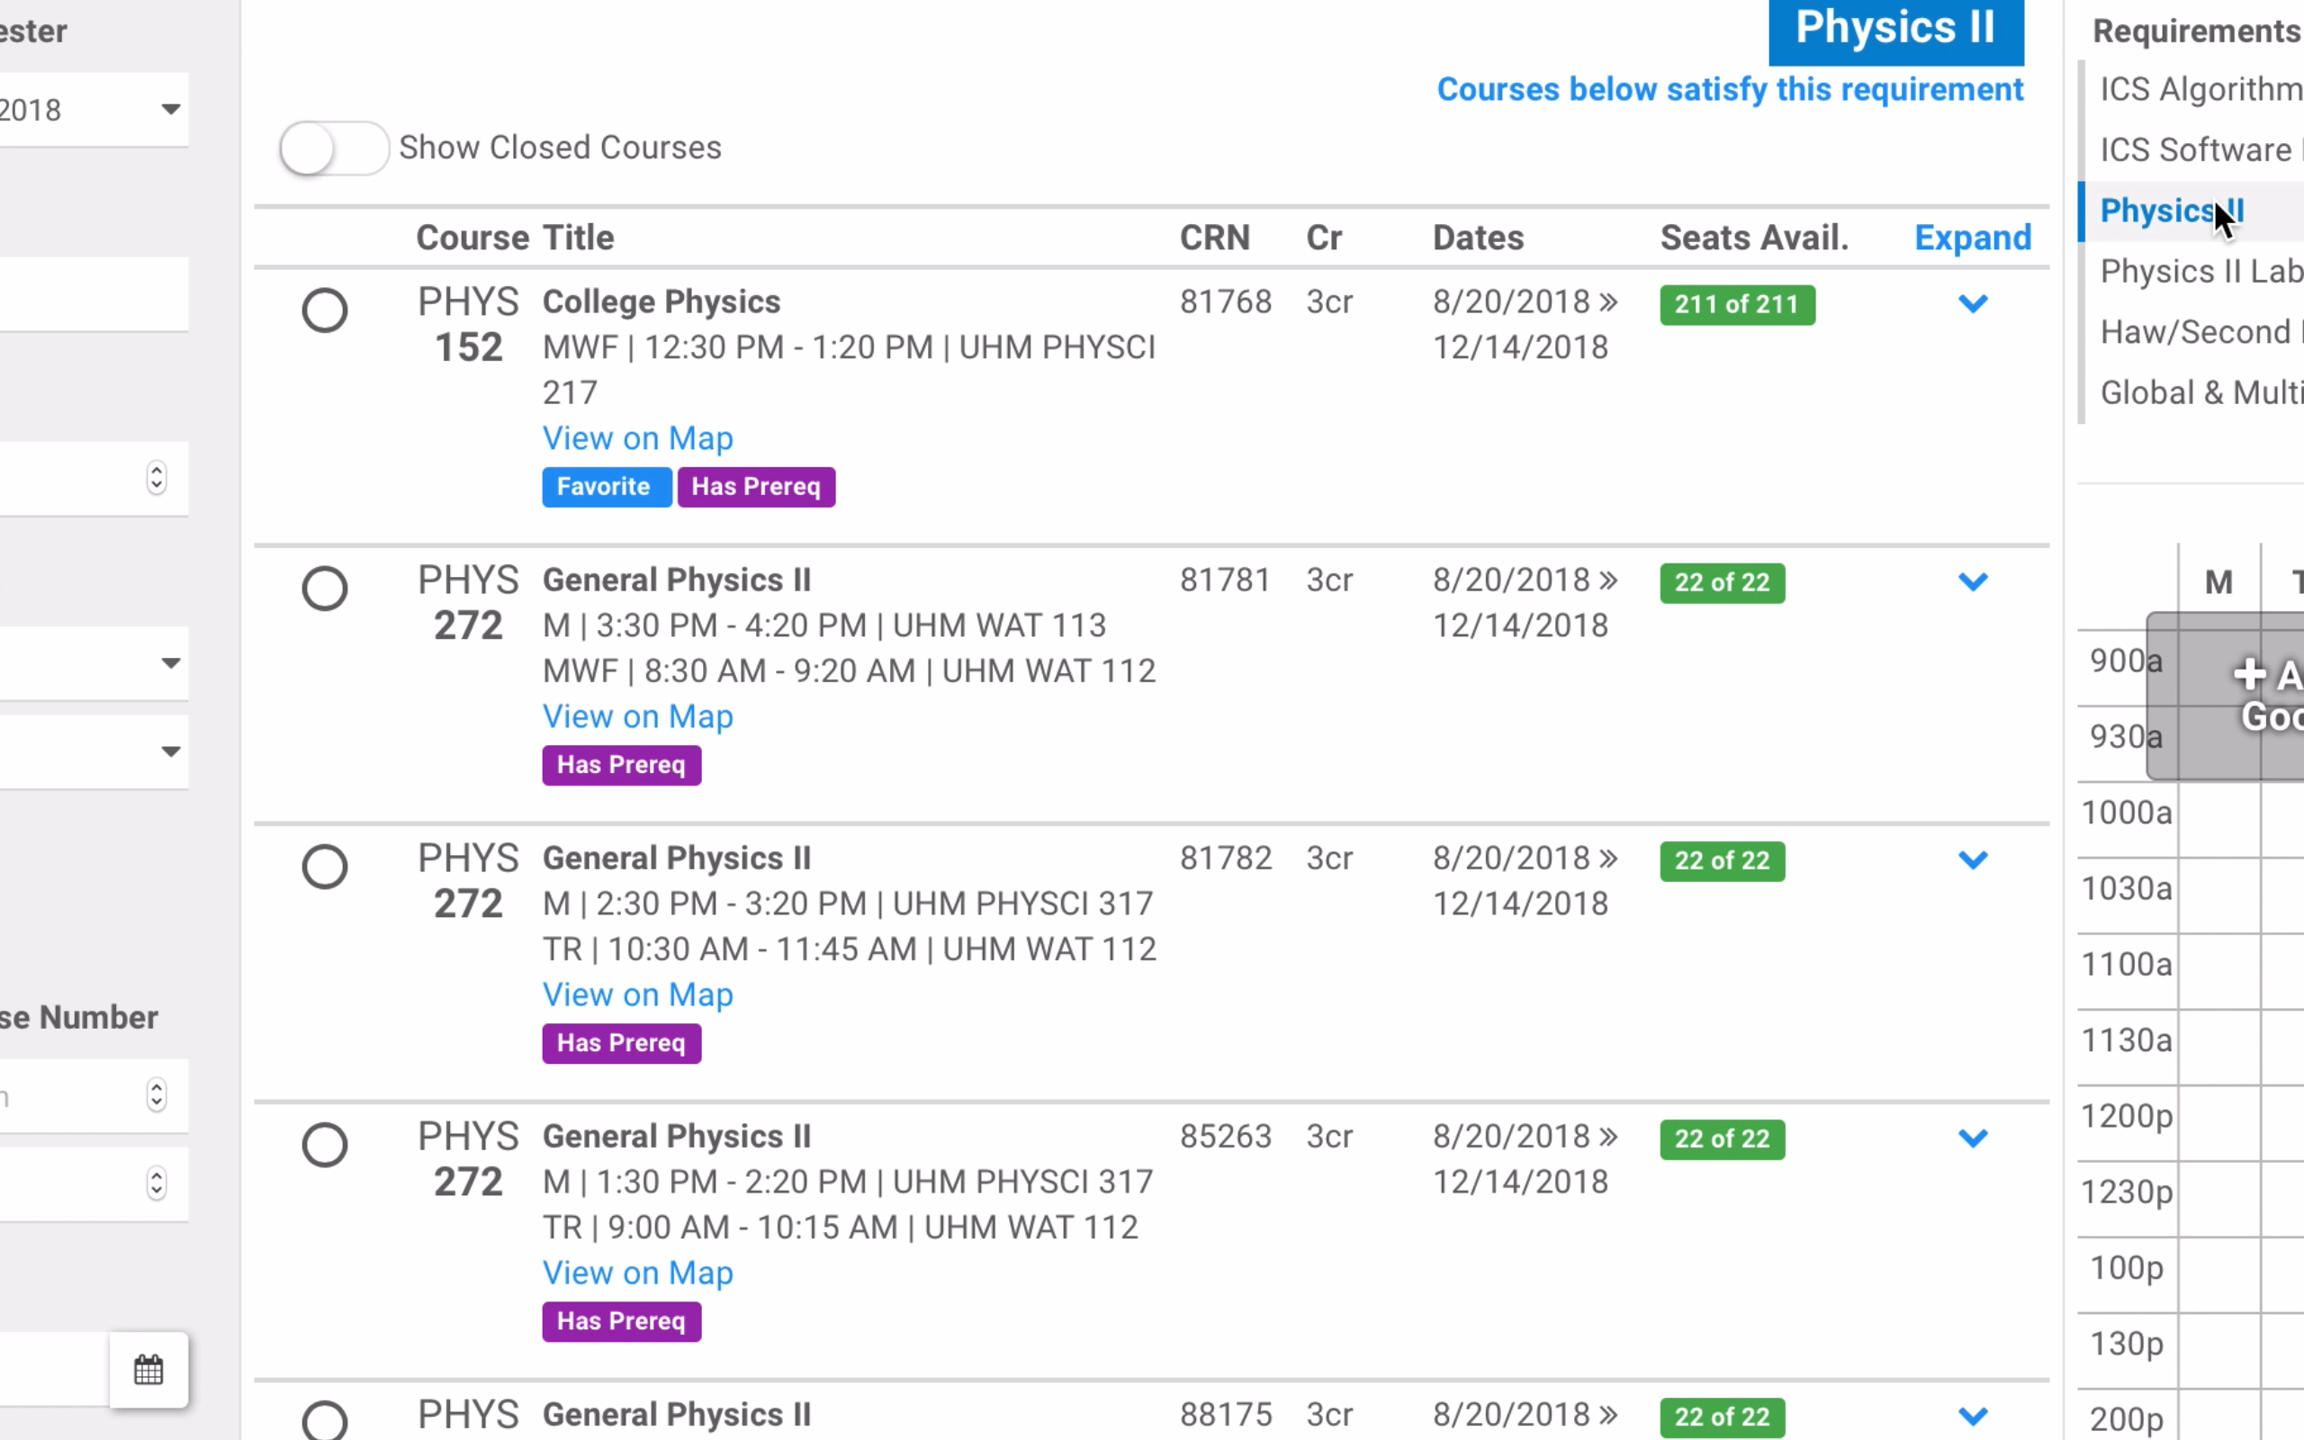 ester
2018
se Number
Physics II
Courses below satisfy this requirement
Show Closed Courses
Course Title CRN Cr Dates Seats Avail. Expand
PHYS 152
College Physics
MWF | 12:30 PM - 1:20 PM | UHM PHYSCI
217
View on Map
Favorite Has Prereq
81768 3cr 8/20/2018 »
12/14/2018
211 of 211
PHYS 272
General Physics II
M | 3:30 PM - 4:20 PM | UHM WAT 113
MWF | 8:30 AM - 9:20 AM | UHM WAT 112
View on Map
Has Prereq
81781 3cr 8/20/2018 »
12/14/2018
22 of 22
PHYS 272
General Physics II
M | 2:30 PM - 3:20 PM | UHM PHYSCI 317
TR | 10:30 AM - 11:45 AM | UHM WAT 112
View on Map
Has Prereq
81782 3cr 8/20/2018 »
12/14/2018
22 of 22
PHYS 272
General Physics II
M | 1:30 PM - 2:20 PM | UHM PHYSCI 317
TR | 9:00 AM - 10:15 AM | UHM WAT 112
View on Map
Has Prereq
85263 3cr 8/20/2018 »
12/14/2018
22 of 22
PHYS General Physics II 88175 3cr 8/20/2018 » 22 of 22
Requirements
ICS Algorithm
ICS Software
Physics II
Physics II Lab
Haw/Second
Global & Multi
M T
900a
930a
+ A
Goo
1000a
1030a
1100a
1130a
1200p
1230p
100p
130p
200p